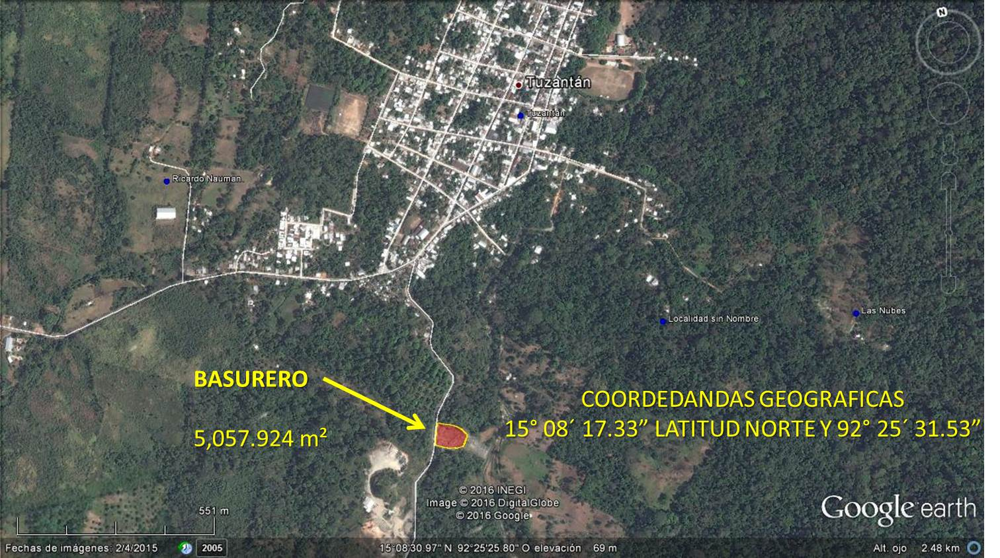 N
Tuzantán
Tuzantán
Ricardo Nauman
Las Nubes
Localidad sin Nombre
BASURERO
5,057.924 m²
COORDEDANDAS GEOGRAFICAS
15° 08´ 17.33” LATITUD NORTE Y 92° 25´ 31.53”
© 2016 INEGI
Image © 2016 DigitalGlobe
© 2016 Google
Google earth
551 m
Fechas de imágenes: 2/4/2015
2005
15°08'30.97" N 92°25'25.80" O elevación 69 m
Alt. ojo 2.48 km